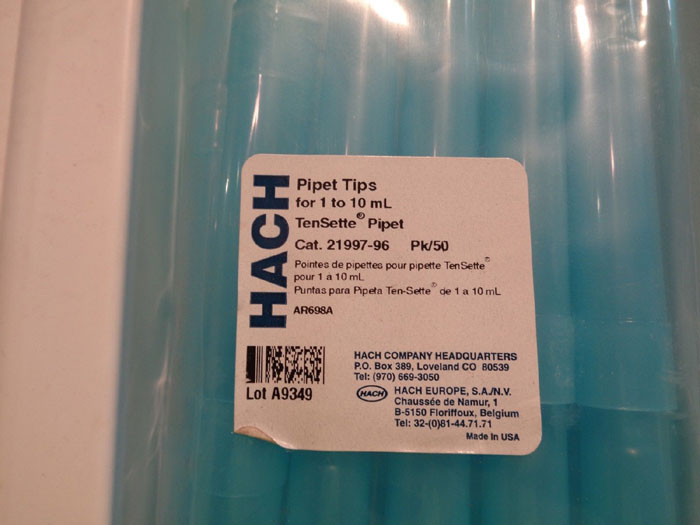 HACH
Pipet Tips
for 1 to 10 mL
TenSette® Pipet
Cat. 21997-96 Pk/50
Pointes de pipettes pour pipette TenSette®
pour 1 a 10 mL
Puntas para Pipeta Ten-Sette® de 1 a 10 mL
AR698A
Lot A9349
HACH COMPANY HEADQUARTERS
P.O. Box 389, Loveland CO 80539
Tel: (970) 669-3050
HACH
HACH EUROPE, S.A./N.V.
Chaussée de Namur, 1
B-5150 Floriffoux, Belgium
Tel: 32-(0)81-44.71.71
Made in USA